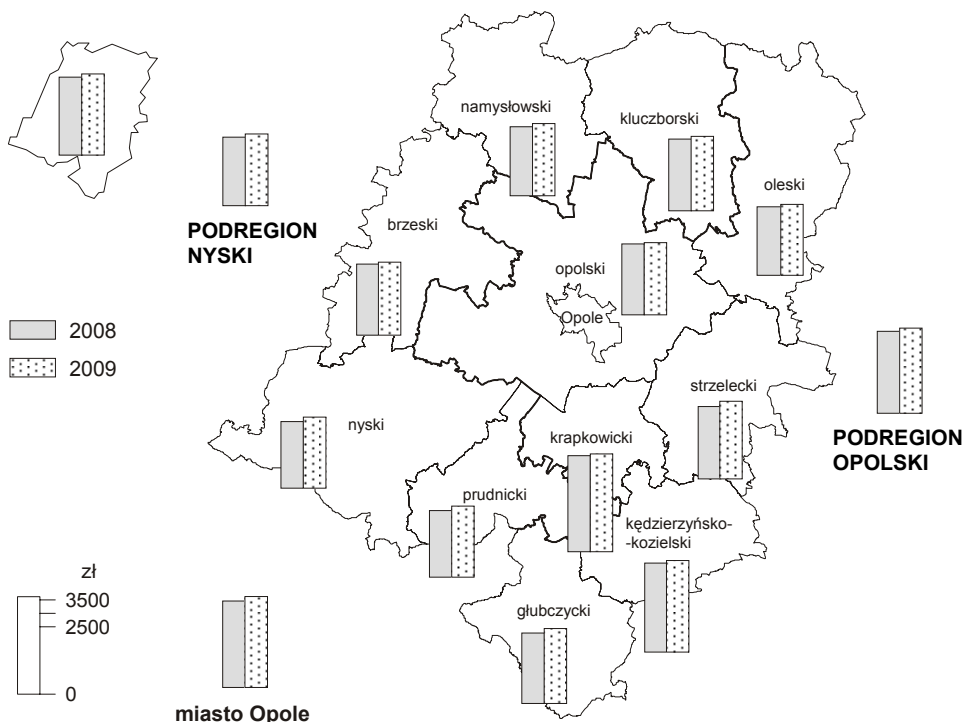 namysłowski
kluczborski
oleski
PODREGION
NYSKI
brzeski
opolski
Opole
2008
2009
strzelecki
nyski
krapkowicki
PODREGION
OPOLSKI
prudnicki
kędzierzyńsko-
-kozielski
zł
3500
2500
0
głubczycki
miasto Opole